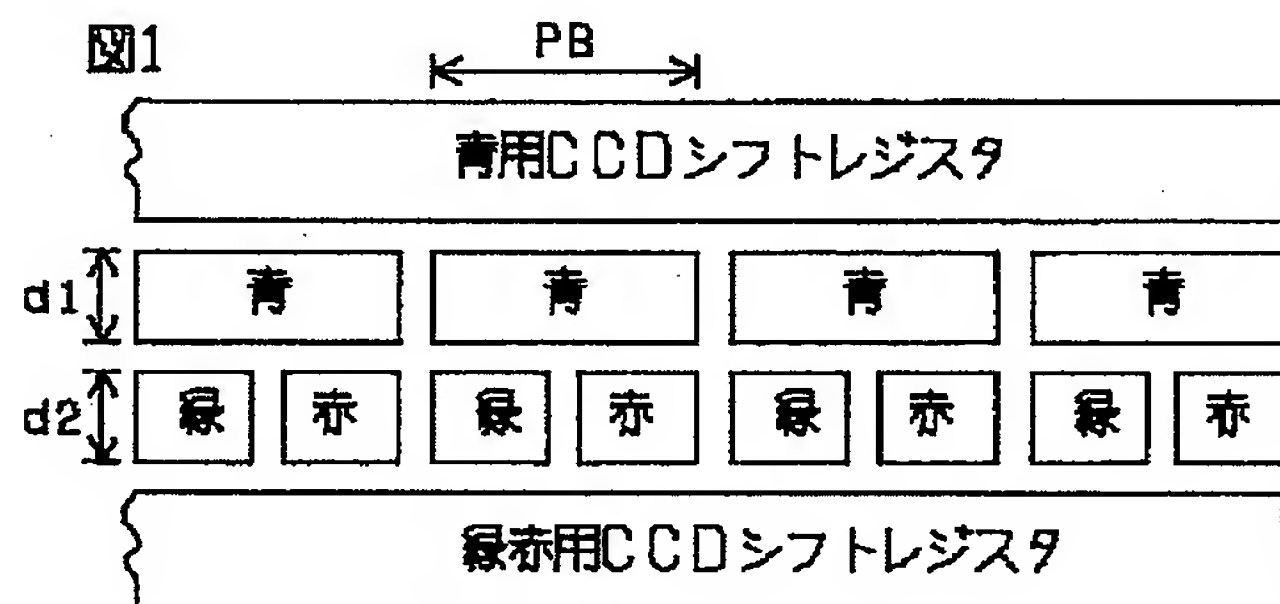 図1
PB
青用CCDシフトレジスタ
d1
青 青 青 青
d2
緑 赤 緑 赤 緑 赤 緑 赤
緑赤用CCDシフトレジスタ